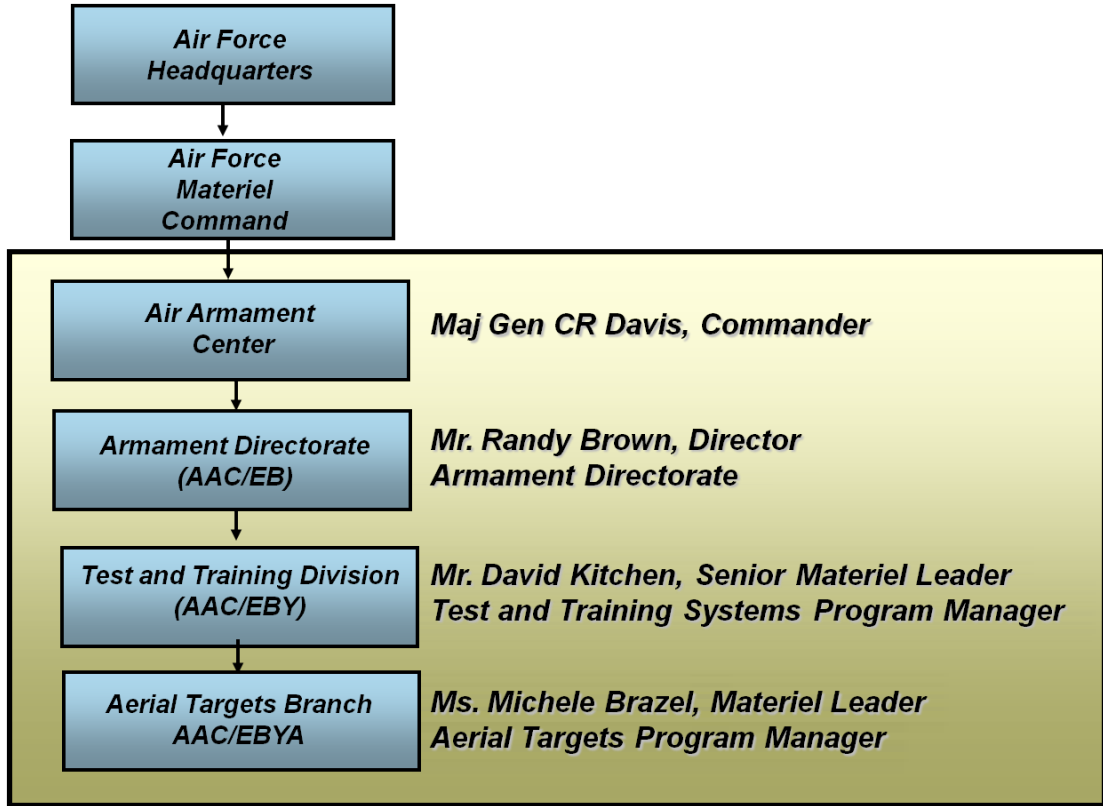 Air Force
Headquarters
Air Force
Materiel
Command
Air Armament
Center
Maj Gen CR Davis, Commander
Armament Directorate
(AAC/EB)
Mr. Randy Brown, Director
Armament Directorate
Test and Training Division
(AAC/EBY)
Mr. David Kitchen, Senior Materiel Leader
Test and Training Systems Program Manager
Aerial Targets Branch
AAC/EBYA
Ms. Michele Brazel, Materiel Leader
Aerial Targets Program Manager